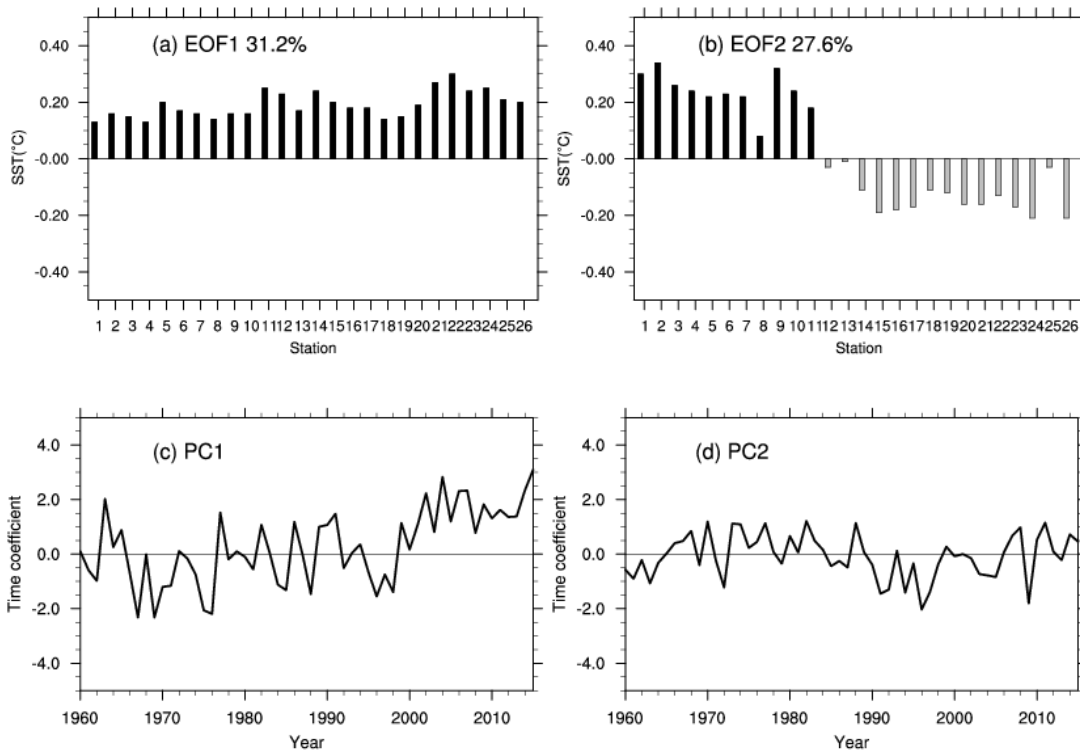 (a) EOF1 31.2%
0.40
0.20
-0.00
-0.20
-0.40
SST(°C)
1 2 3 4 5 6 7 8 9 10 11 12 13 14 15 16 17 18 19 20 21 22 23 24 25 26
Station
(b) EOF2 27.6%
0.40
0.20
-0.00
-0.20
-0.40
SST(°C)
1 2 3 4 5 6 7 8 9 10 11 12 13 14 15 16 17 18 19 20 21 22 23 24 25 26
Station
(c) PC1
4.0
2.0
0.0
-2.0
-4.0
Time coefficient
1960 1970 1980 1990 2000 2010
Year
(d) PC2
4.0
2.0
0.0
-2.0
-4.0
Time coefficient
1960 1970 1980 1990 2000 2010
Year